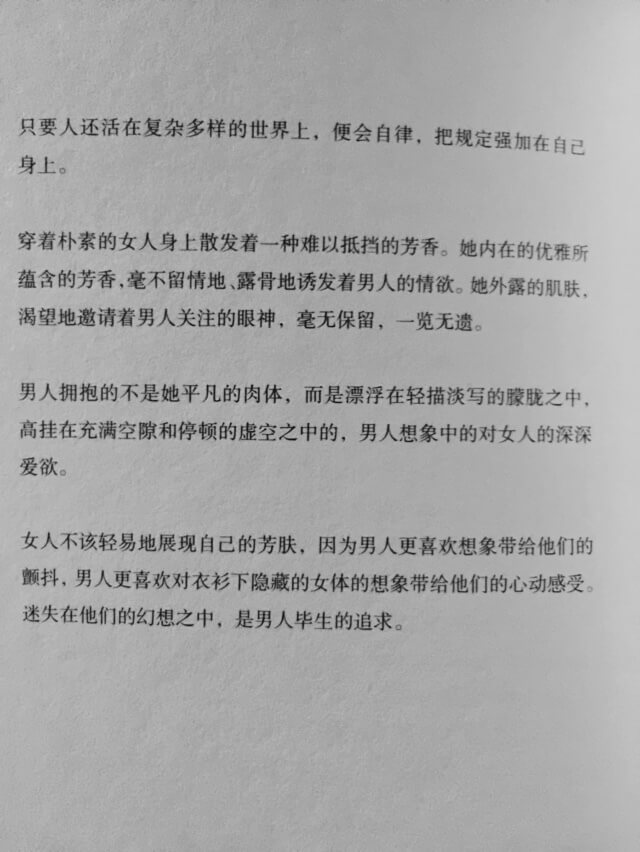 只要人还活在复杂多样的世界上，便会自律，把规定强加在自己
身上。
穿着朴素的女人身上散发着一种难以抵挡的芳香。她内在的优雅所
蕴含的芳香，毫不留情地、露骨地诱发着男人的情欲。她外露的肌肤，
渴望地邀请着男人关注的眼神，毫无保留，一览无遗。
男人拥抱的不是她平凡的肉体，而是漂浮在轻描淡写的朦胧之中，
高挂在充满空隙和停顿的虚空之中的，男人想象中的对女人的深深
爱欲。
女人不该轻易地展现自己的芳肤，因为男人更喜欢想象带给他们的
颤抖，男人更喜欢对衣衫下隐藏的女体的想象带给他们的心动感受。
迷失在他们的幻想之中，是男人毕生的追求。